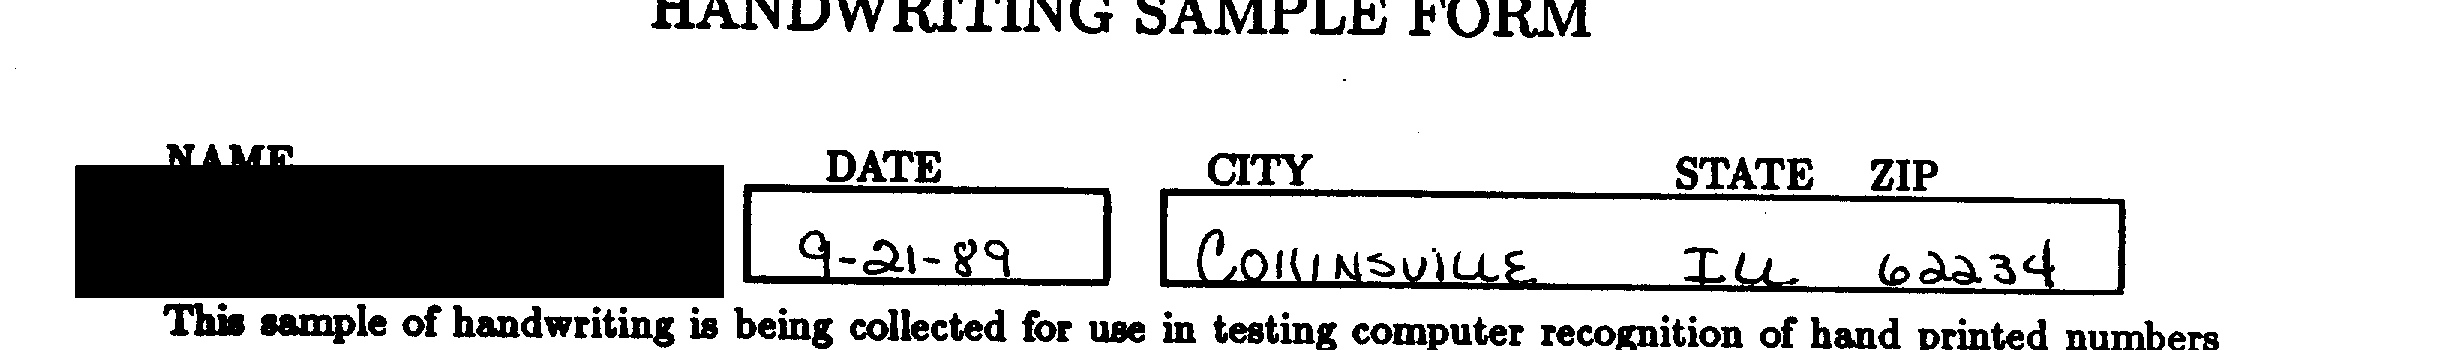 HANDWRITING SAMPLE FORM
NAME DATE CITY STATE ZIP
9-21-89 COllINSVILLE ILL. 62234
This sample of handwriting is being collected for use in testing computer recognition of hand printed numbers